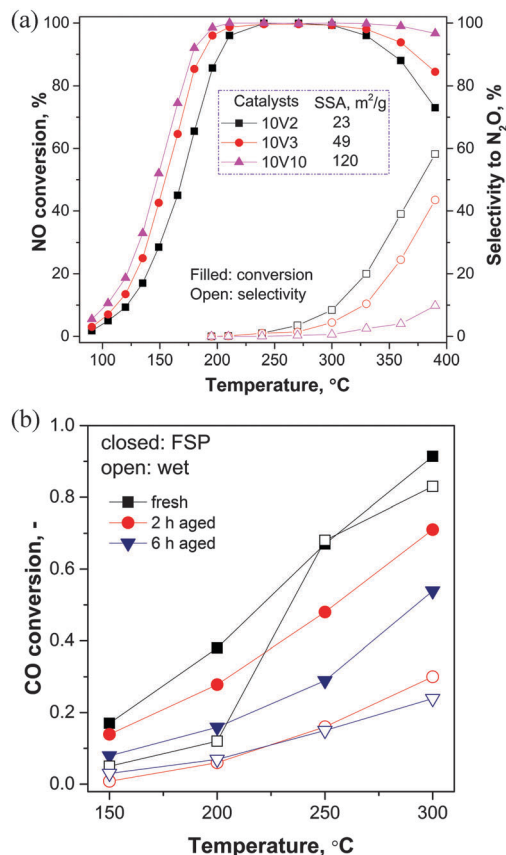 (a)
100
80
60
40
20
0
NO conversion, %
100
80
60
40
20
0
Selectivity to N₂O, %
Catalysts SSA, m²/g
10V2 23
10V3 49
10V10 120
Filled: conversion
Open: selectivity
100 150 200 250 300 350 400
Temperature, °C
(b)
1.0
0.8
0.6
0.4
0.2
0.0
CO conversion, -
closed: FSP
open: wet
fresh
2 h aged
6 h aged
150 200 250 300
Temperature, °C